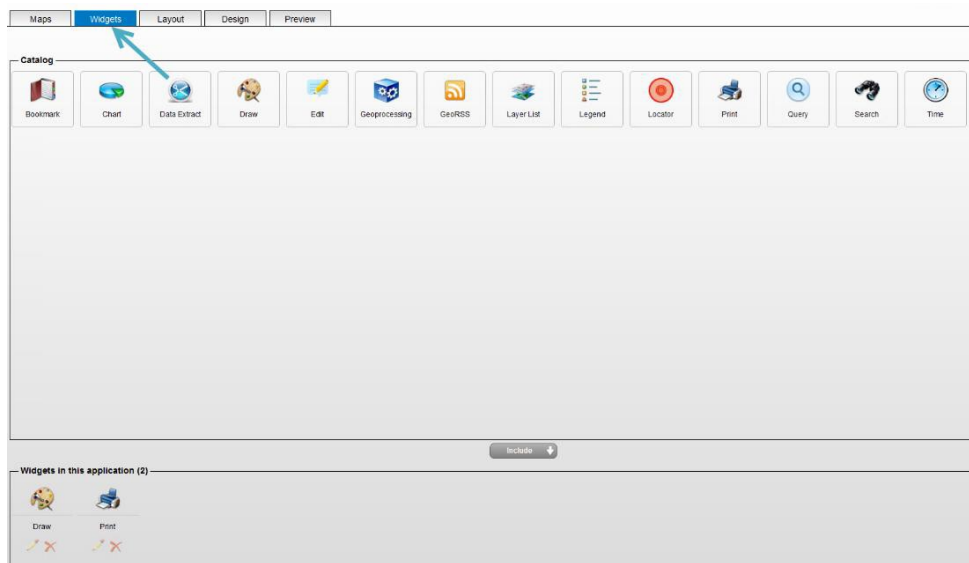 Maps Widgets Layout Design Preview
Catalog
Bookmark Chart Data Extract Draw Edit Geoprocessing GeoRSS Layer List Legend Locator Print Query Search Time
Include
Widgets in this application (2)
Draw Print